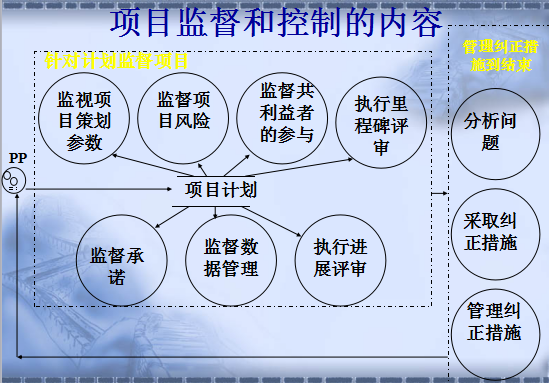 项目监督和控制的内容
针对计划监督项目
管理纠正措
施到结束
监视项
目策划
参数
监督项
目风险
监督共
利益者
的参与
执行里
程碑评
审
分析问
题
PP
项目计划
采取纠
正措施
监督承
诺
监督数
据管理
执行进
展评审
管理纠
正措施